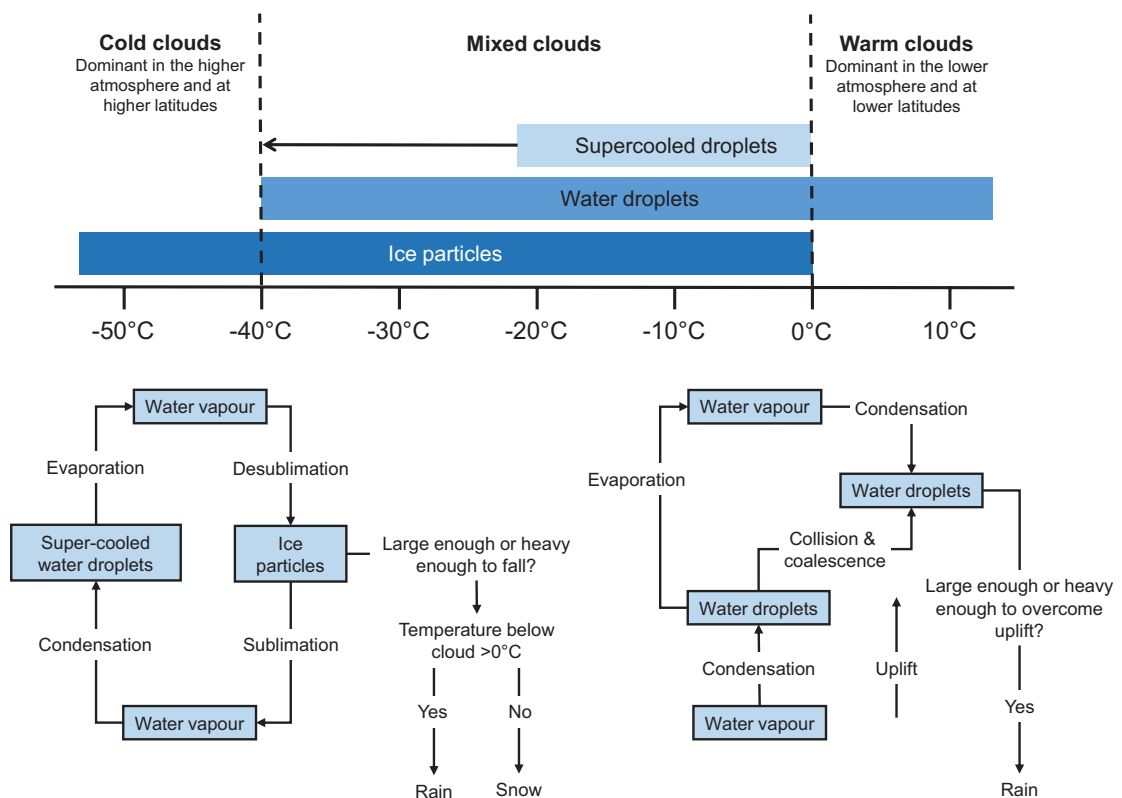 Cold clouds
Dominant in the higher
atmosphere and at
higher latitudes
Mixed clouds
Warm clouds
Dominant in the lower
atmosphere and at
lower latitudes
Supercooled droplets
Water droplets
Ice particles
-50°C
-40°C
-30°C
-20°C
-10°C
0°C
10°C
Water vapour
Evaporation
Desublimation
Super-cooled
water droplets
Ice
particles
Condensation
Sublimation
Water vapour
Large enough or heavy
enough to fall?
Temperature below
cloud >0°C
Yes
No
Rain
Snow
Water vapour
Condensation
Evaporation
Water droplets
Collision &
coalescence
Water droplets
Condensation
Water vapour
Uplift
Large enough or heavy
enough to overcome
uplift?
Yes
Rain